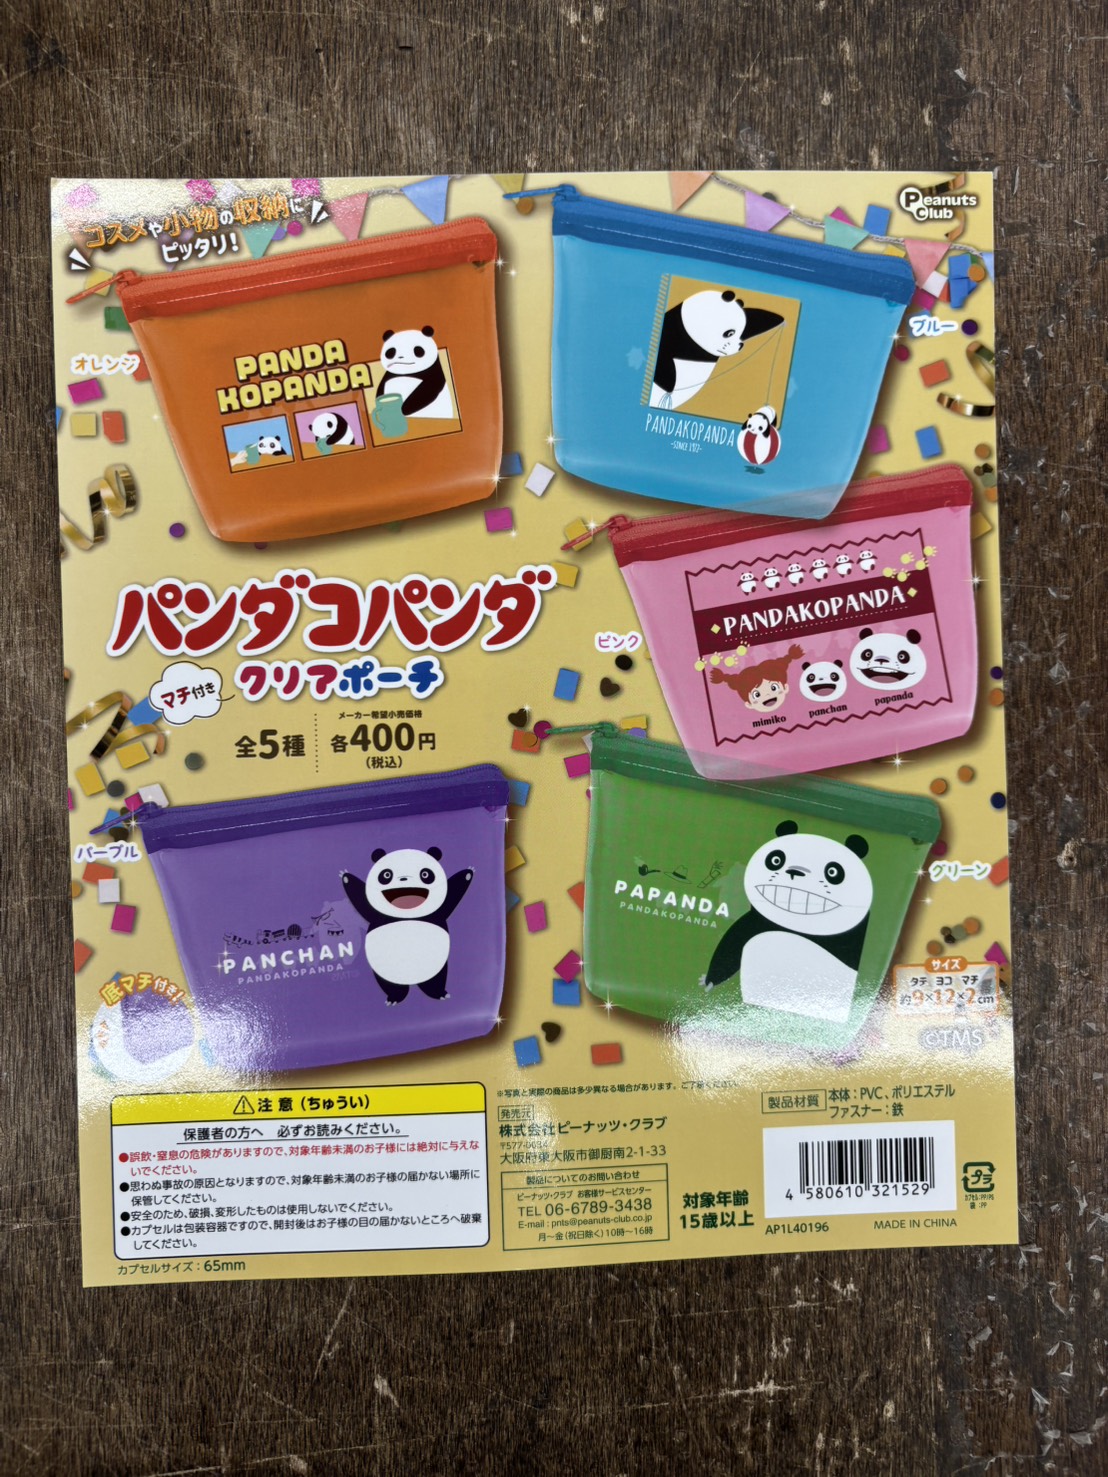 コスメや小物の収納に
ピッタリ!
Peanuts
Club
オレンジ
PANDA
KOPANDA
ブルー
PANDAKOPANDA
ピンク
PANDAKOPANDA
mimiko
panchan
papanda
パンダコパンダ
マチ付き
クリアポーチ
全5種
メーカー希望小売価格
各400円
(税込)
パープル
PANCHAN
PANDAKOPANDA
グリーン
PAPANDA
PANDAKOPANDA
底マチ付き!
サイズ
タテ ヨコ マチ
約9×12×2cm
©TMS
⚠注意(ちゅうい)
保護者の方へ 必ずお読みください。
●誤飲・窒息の危険がありますので、対象年齢未満のお子様には絶対に与えな
いでください。
●思わぬ事故の原因となりますので、対象年齢未満のお子様の届かない場所に
保管してください。
●安全のため、破損、変形したものは使用しないでください。
●カプセルは包装容器ですので、開封後はお子様の目の届かないところへ破棄
してください。
カプセルサイズ:65mm
※写真と実際の商品は多少異なる場合があります。ご了承ください。
発売元
株式会社ピーナッツ・クラブ
大阪府東大阪市御厨南2-1-33
製品についてのお問い合わせ
ピーナッツ・クラブ お客様サービスセンター
TEL 06-6789-3438
E-mail : pnts@peanuts-club.co.jp
月～金(祝日除く)10時～16時
対象年齢
15歳以上
製品材質
本体:PVC、ポリエステル
ファスナー:鉄
4 580610 321529
AP1L40196
MADE IN CHINA
プラ